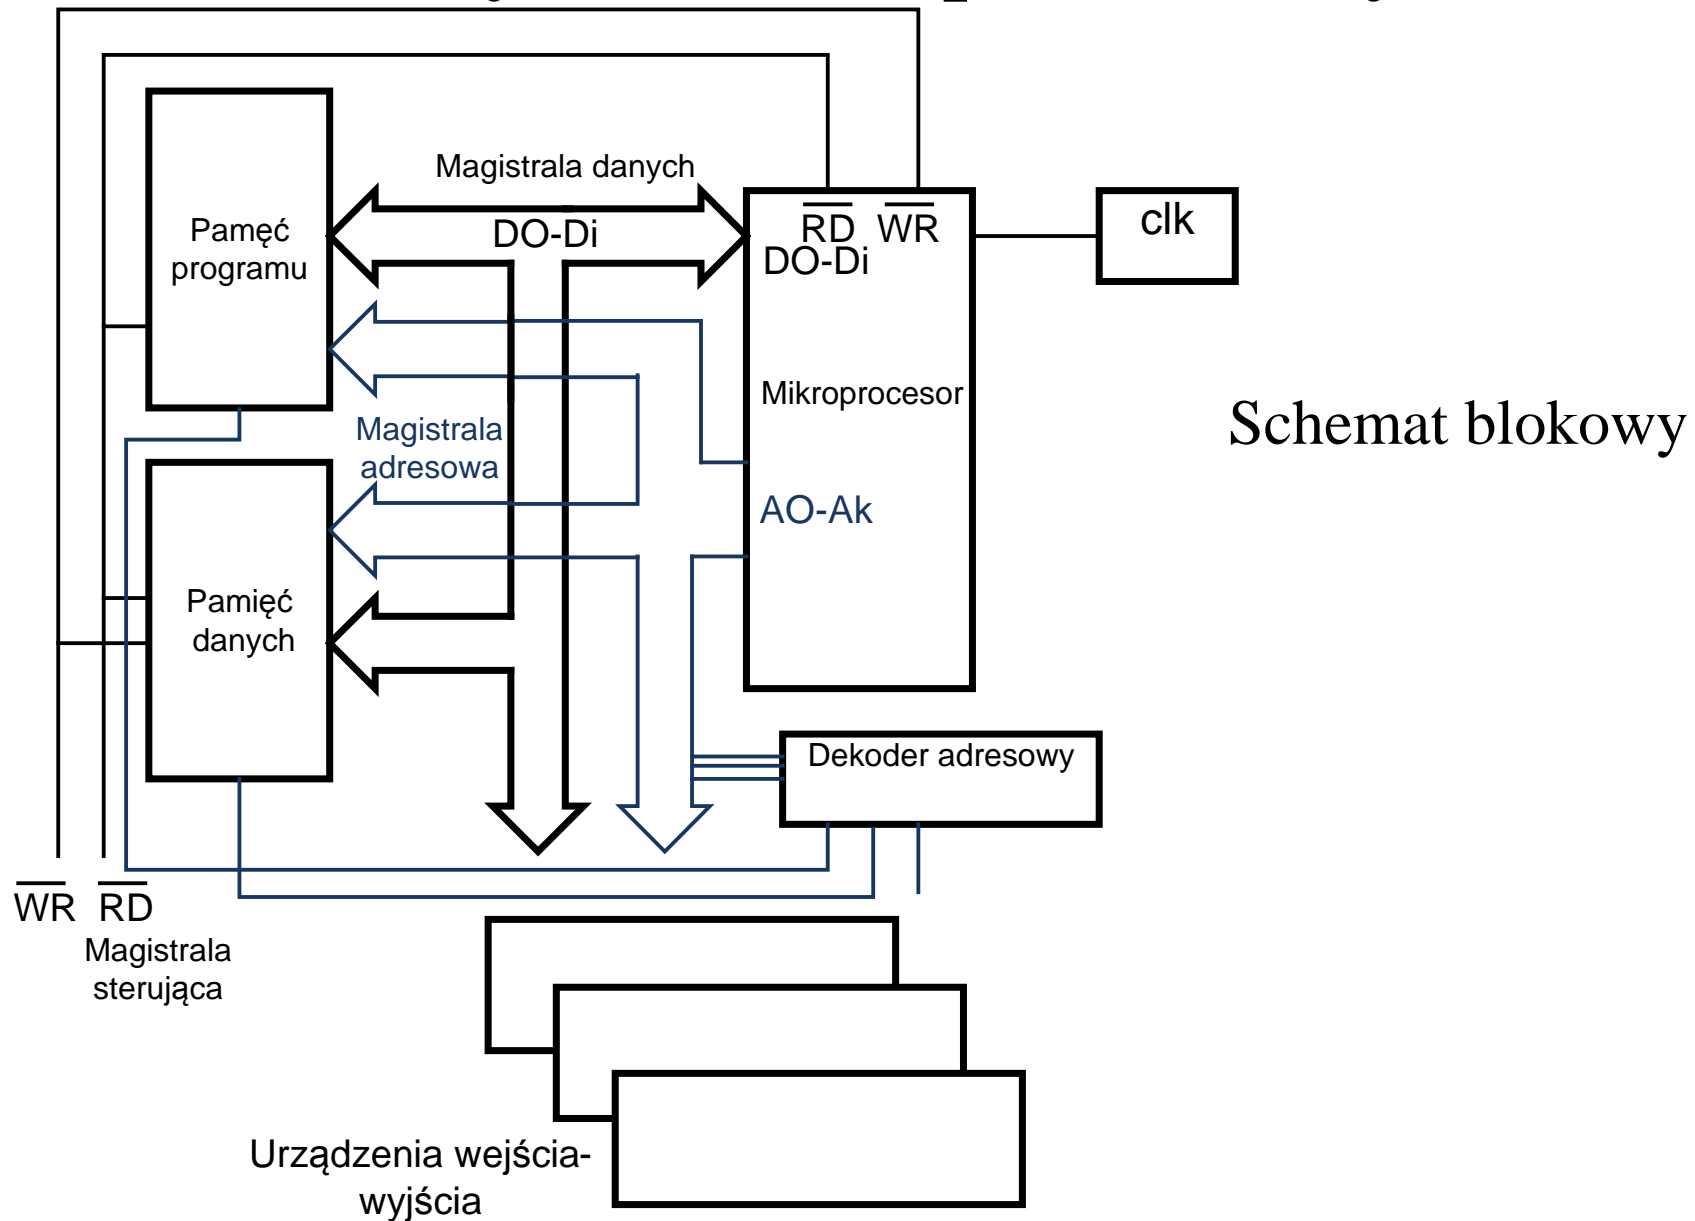 Magistrala danych
DO-Di
Pamęć
programu
RD WR
DO-Di
clk
Mikroprocesor
Schemat blokowy
Magistrala
adresowa
AO-Ak
Pamięć
danych
Dekoder adresowy
WR RD
Magistrala
sterująca
Urządzenia wejścia-
wyjścia